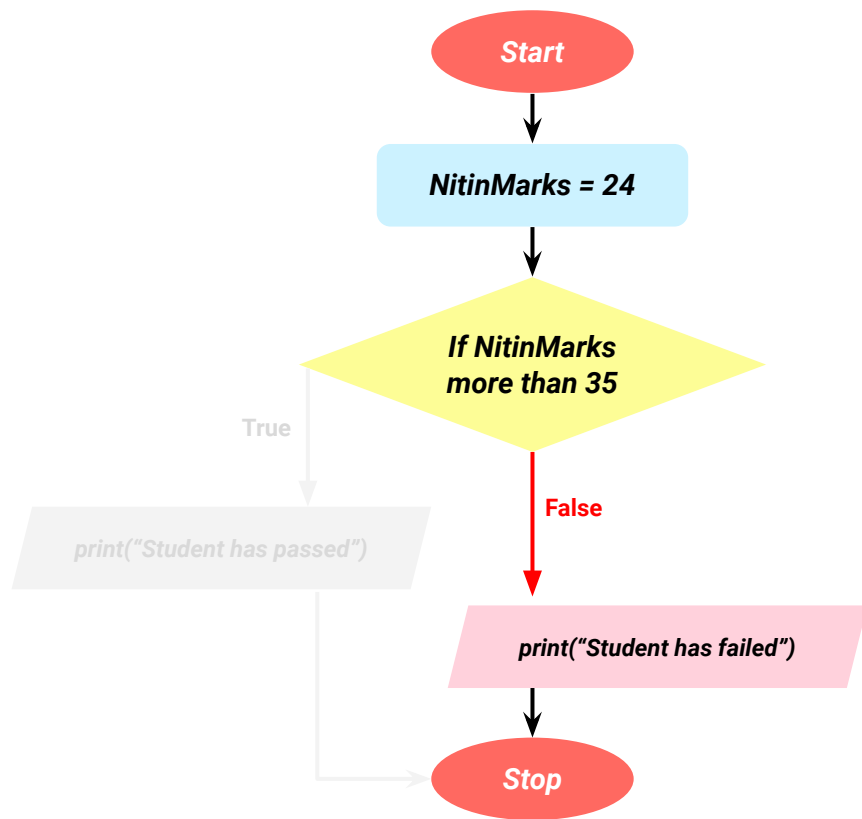 Start
NitinMarks = 24
If NitinMarks
more than 35
True
False
print(“Student has passed”)
print(“Student has failed”)
Stop